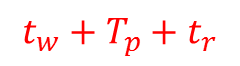 t_w + T_p + t_r